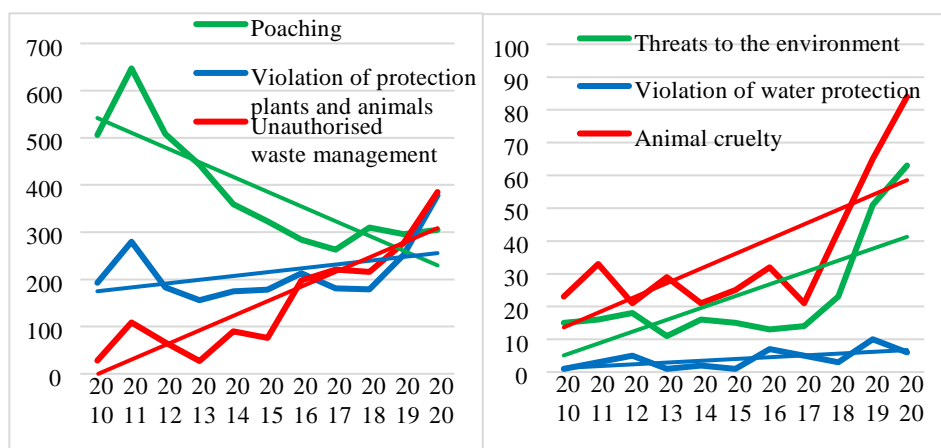 700
600
500
400
300
200
100
0
Poaching
Violation of protection
plants and animals
Unauthorised
waste management
20 20 20 20 20 20 20 20 20 20 20
10 11 12 13 14 15 16 17 18 19 20
100
90
80
70
60
50
40
30
20
10
0
Threats to the environment
Violation of water protection
Animal cruelty
20 20 20 20 20 20 20 20 20 20 20
10 11 12 13 14 15 16 17 18 19 20